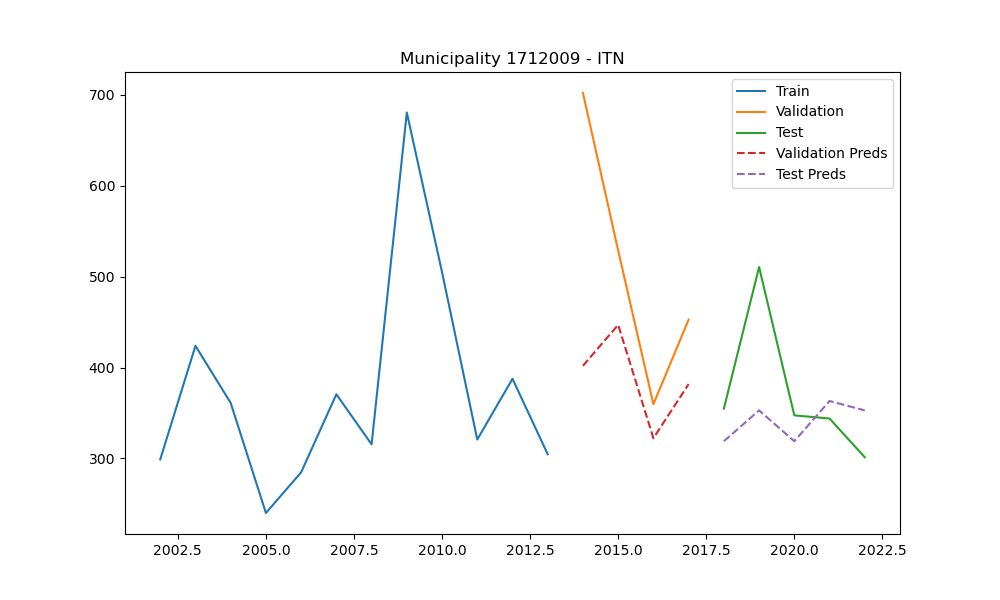 Municipality 1712009 - ITN
Train
Validation
Test
Validation Preds
Test Preds
700
600
500
400
300
2002.5 2005.0 2007.5 2010.0 2012.5 2015.0 2017.5 2020.0 2022.5